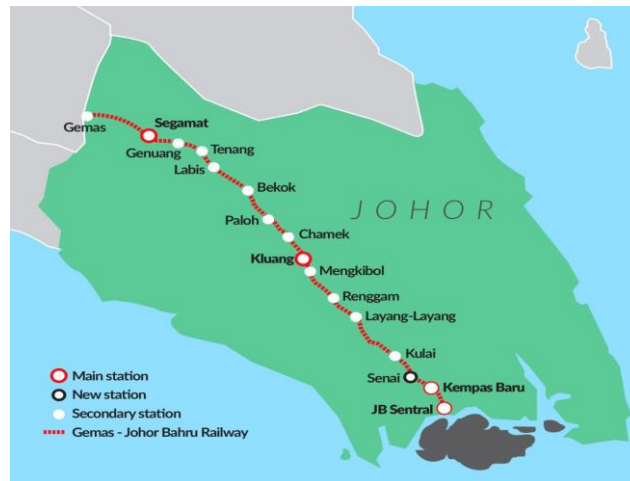 Gemas
Segamat
Genuang
Tenang
Labis
Bekok
JOHOR
Paloh
Chamek
Kluang
Mengkibol
Renggam
Layang-Layang
Kulai
Senai
Kempas Baru
JB Sentral
Main station
New station
Secondary station
Gemas - Johor Bahru Railway